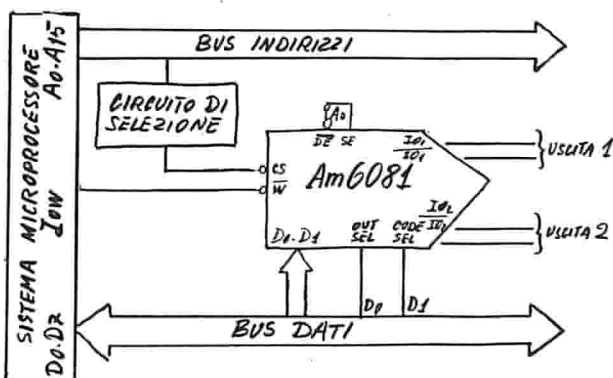 SISTEMA MICROPROCESSORE
A0-A15
IOW
D0-D7
BUS INDIRIZZI
CIRCUITO DI
SELEZIONE
A0
DE SE
CS
W
Am6081
IO1
IO1
IO2
IO2
D0-D1
OUT
SEL
CODE
SEL
USCITA 1
USCITA 2
D0
D1
BUS DATI